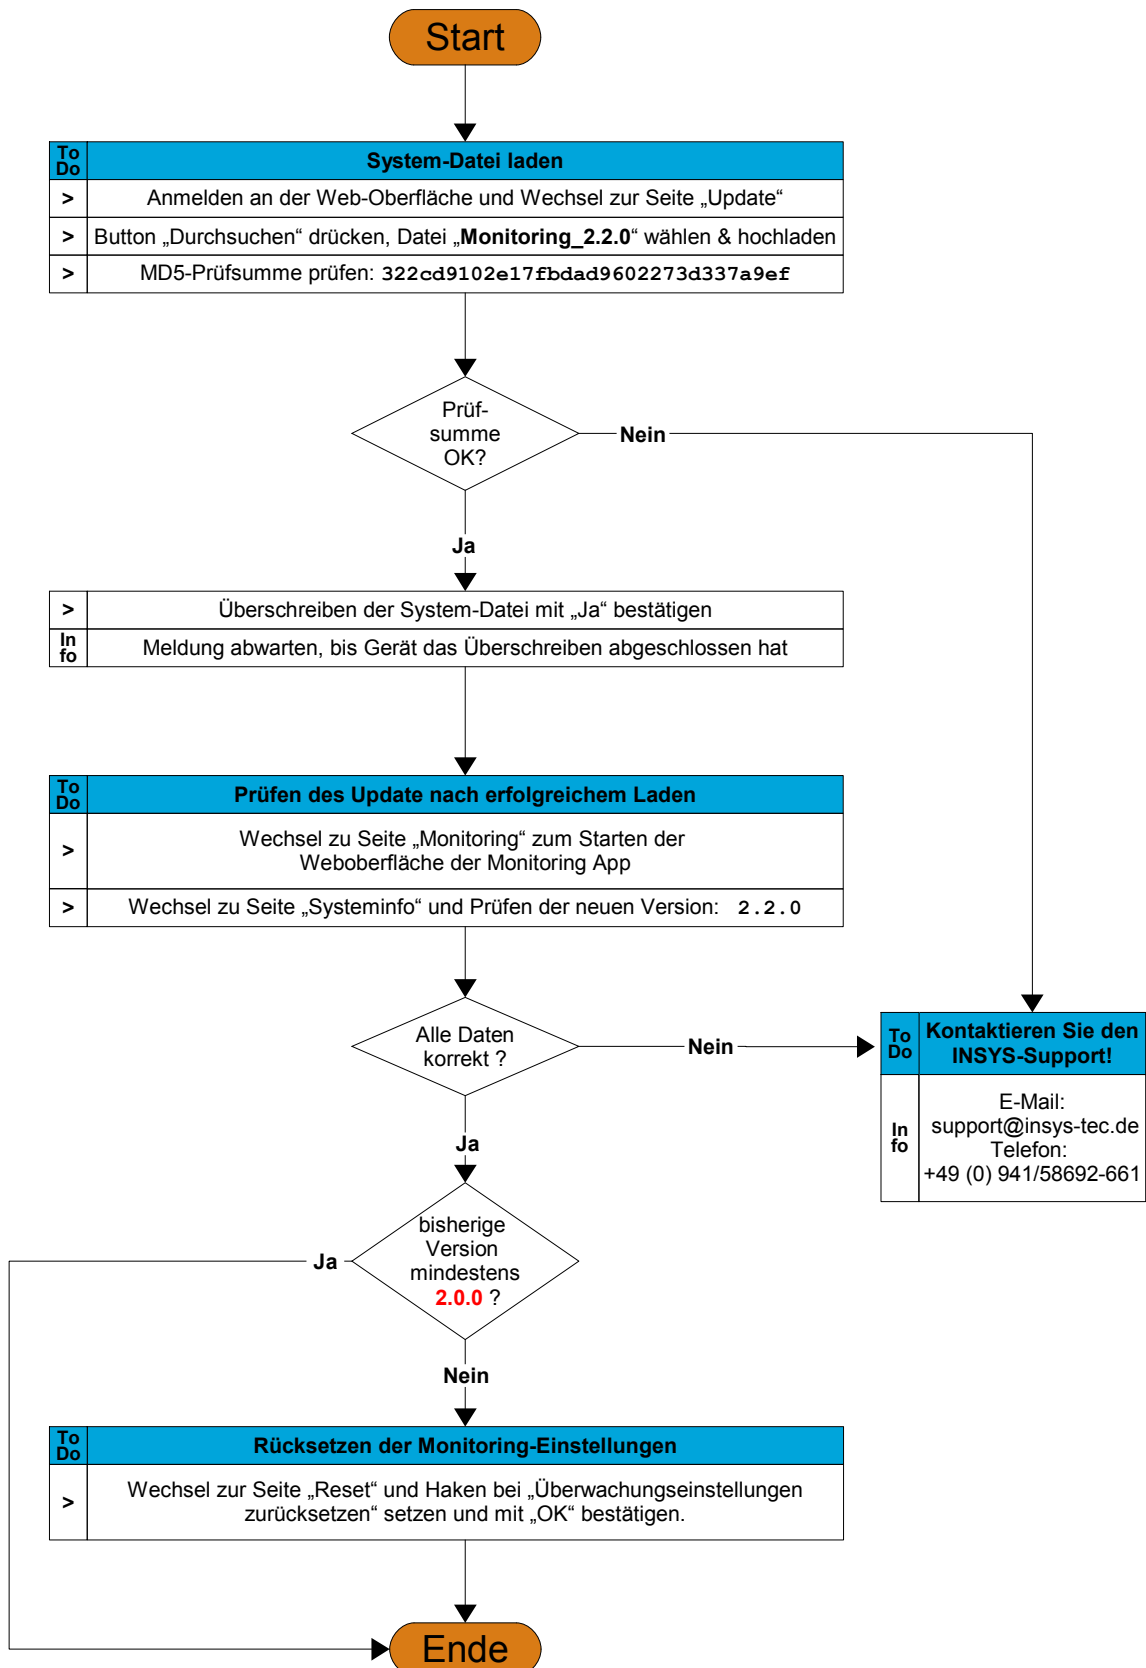 Start
To
Do
System-Datei laden
> Anmelden an der Web-Oberfläche und Wechsel zur Seite „Update“
> Button „Durchsuchen“ drücken, Datei „Monitoring_2.2.0“ wählen & hochladen
> MD5-Prüfsumme prüfen: 322cd9102e17fbdad9602273d337a9ef
Prüf-
summe
OK?
Nein
Ja
> Überschreiben der System-Datei mit „Ja“ bestätigen
In
fo
Meldung abwarten, bis Gerät das Überschreiben abgeschlossen hat
To
Do
Prüfen des Update nach erfolgreichem Laden
>
Wechsel zu Seite „Monitoring“ zum Starten der
Weboberfläche der Monitoring App
> Wechsel zu Seite „Systeminfo“ und Prüfen der neuen Version: 2.2.0
Alle Daten
korrekt ?
Nein
To
Do
Kontaktieren Sie den
INSYS-Support!
In
fo
E-Mail:
support@insys-tec.de
Telefon:
+49 (0) 941/58692-661
Ja
bisherige
Version
mindestens
2.0.0 ?
Ja
Nein
To
Do
Rücksetzen der Monitoring-Einstellungen
>
Wechsel zur Seite „Reset“ und Haken bei „Überwachungseinstellungen
zurücksetzen“ setzen und mit „OK“ bestätigen.
Ende